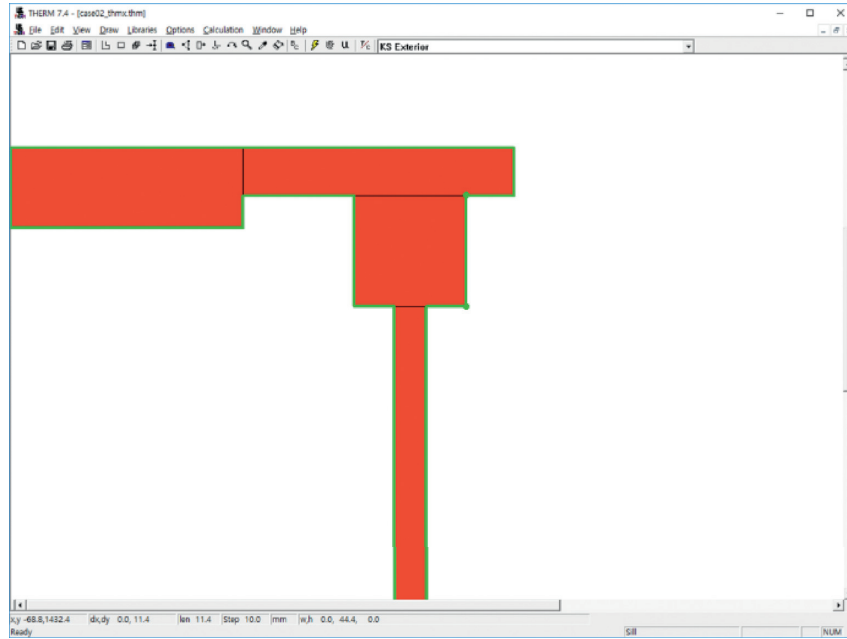 THERM 7.4 - [case02_thmx.thm]
File Edit View Draw Libraries Options Calculation Window Help
U KS Exterior
x,y -68.8,1432.4 dx,dy 0.0, 11.4 len 11.4 Step 10.0 mm w,h 0.0, 44.4, 0.0
Ready Sill NUM